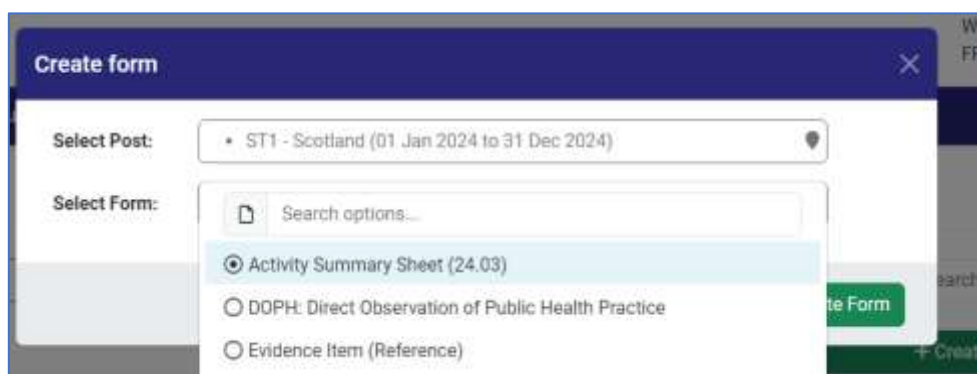 Create form
Select Post:
• ST1 - Scotland (01 Jan 2024 to 31 Dec 2024)
Select Form:
Search options...
Activity Summary Sheet (24.03)
DOPH: Direct Observation of Public Health Practice
te Form
Evidence Item (Reference)
+ Creat